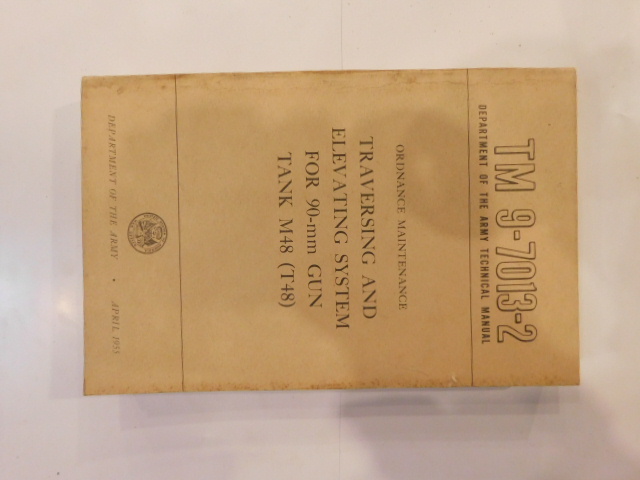 TM 9-7013-2
DEPARTMENT OF THE ARMY TECHNICAL MANUAL
ORDNANCE MAINTENANCE
TRAVERSING AND
ELEVATING SYSTEM
FOR 90-mm GUN
TANK M48 (T48)
DEPARTMENT OF THE ARMY • APRIL 1955